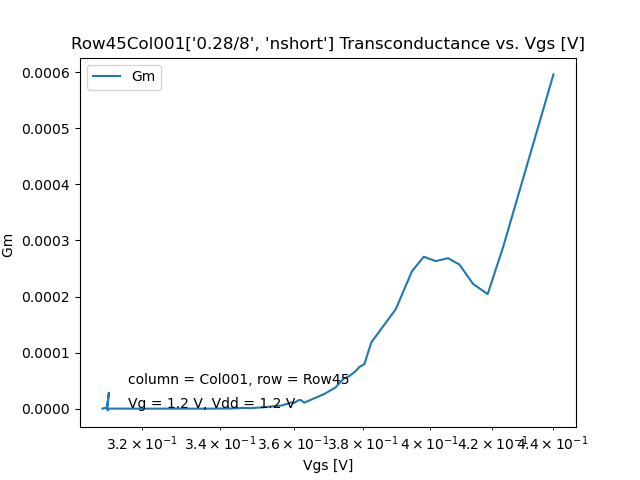 Row45Col001['0.28/8', 'nshort'] Transconductance vs. Vgs [V]
Gm
0.0006
0.0005
0.0004
0.0003
0.0002
0.0001
0.0000
Gm
column = Col001, row = Row45
Vg = 1.2 V, Vdd = 1.2 V
3.2 × 10⁻¹ 3.4 × 10⁻¹ 3.6 × 10⁻¹ 3.8 × 10⁻¹ 4 × 10⁻¹ 4.2 × 10⁻¹ 4.4 × 10⁻¹
Vgs [V]